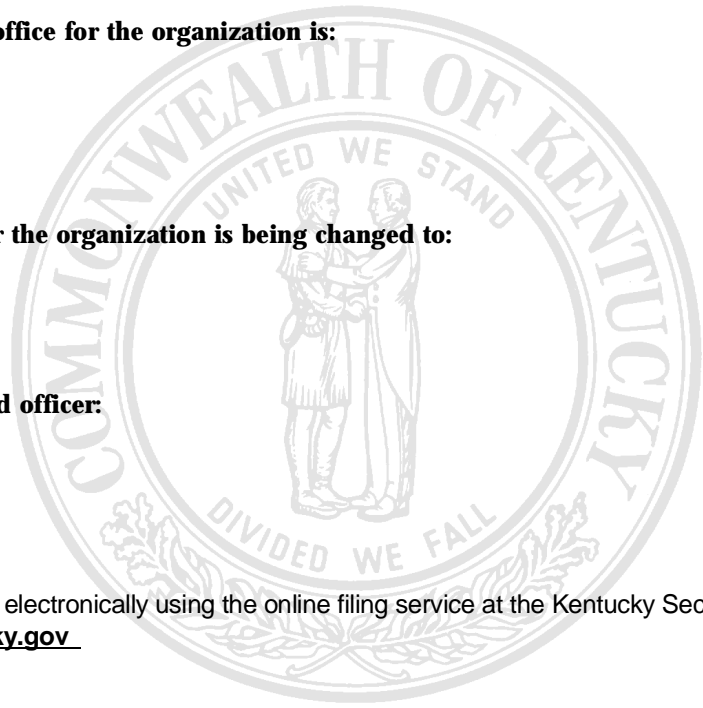 office for the organization is:
COMMONWEALTH OF KENTUCKY
UNITED WE STAND
the organization is being changed to:
officer:
DIVIDED WE FALL
electronically using the online filing service at the Kentucky Sec
ky.gov